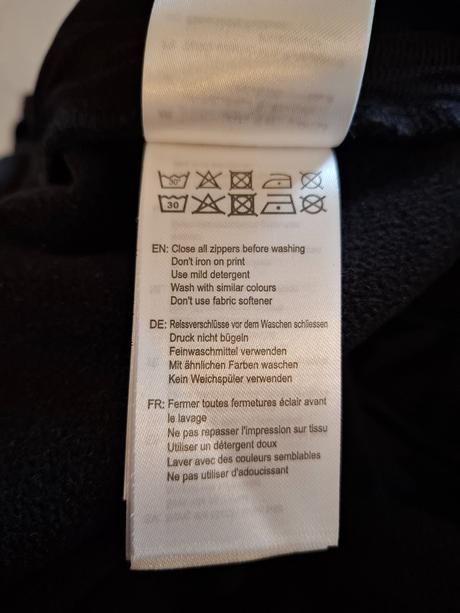 30
30
EN: Close all zippers before washing
Don't iron on print
Use mild detergent
Wash with similar colours
Don't use fabric softener
DE: Reissverschlüsse vor dem Waschen schliessen
Druck nicht bügeln
Feinwaschmittel verwenden
Mit ähnlichen Farben waschen
Kein Weichspüler verwenden
FR: Fermer toutes fermetures éclair avant
le lavage
Ne pas repasser l'impression sur tissu
Utiliser un détergent doux
Laver avec des couleurs semblables
Ne pas utiliser d'adoucissant